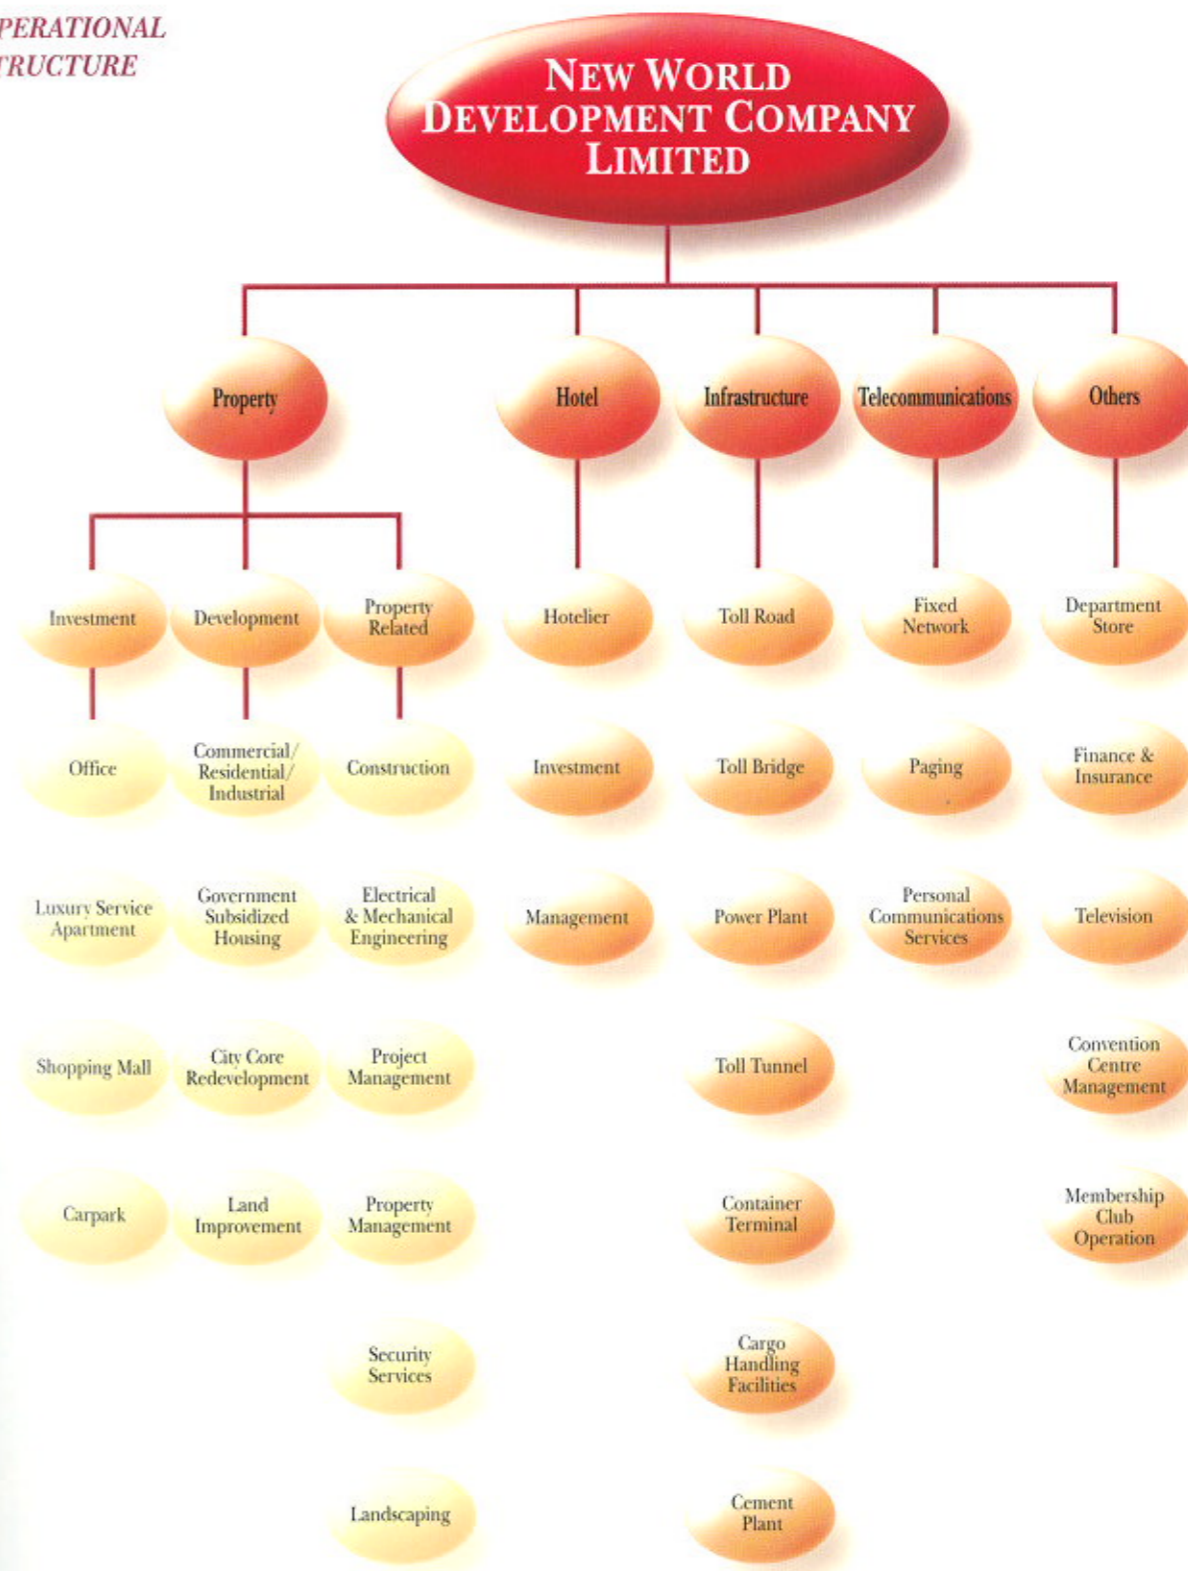 PERATIONAL
TRUCTURE
NEW WORLD
DEVELOPMENT COMPANY
LIMITED
Property
Hotel
Infrastructure
Telecommunications
Others
Investment
Development
Property
Related
Hotelier
Toll Road
Fixed
Network
Department
Store
Office
Commercial/
Residential/
Industrial
Construction
Investment
Toll Bridge
Paging
Finance &
Insurance
Luxury Service
Apartment
Government
Subsidized
Housing
Electrical
& Mechanical
Engineering
Management
Power Plant
Personal
Communications
Services
Television
Shopping Mall
City Core
Redevelopment
Project
Management
Toll Tunnel
Convention
Centre
Management
Carpark
Land
Improvement
Property
Management
Container
Terminal
Membership
Club
Operation
Security
Services
Cargo
Handling
Facilities
Landscaping
Cement
Plant